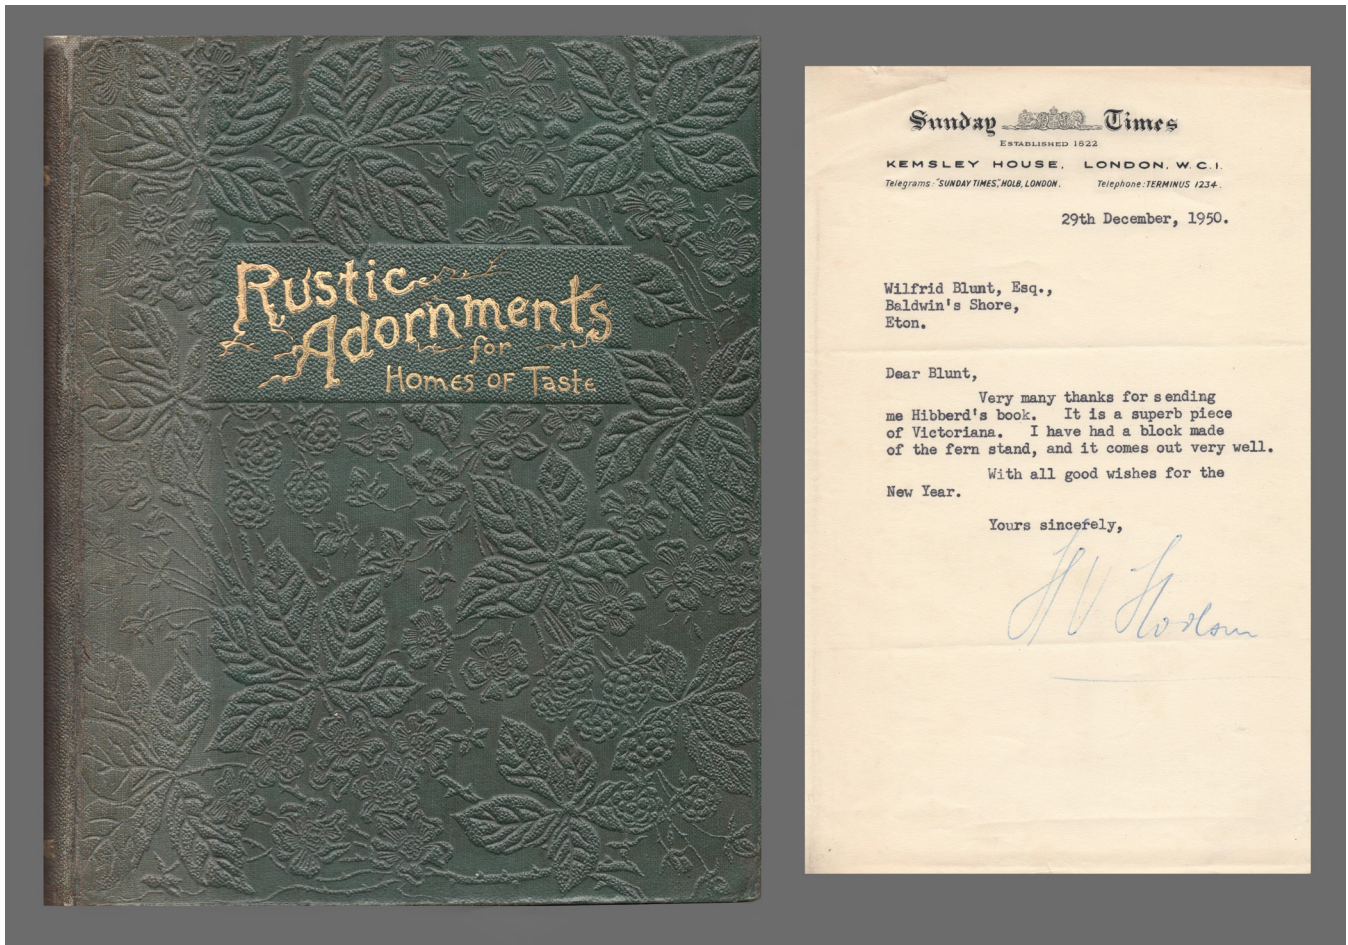 Rustic
Adornments
for
Homes of Taste
Sunday Times
ESTABLISHED 1822
KEMSLEY HOUSE, LONDON, W.C.1.
Telegrams: "SUNDAY TIMES," HOLB, LONDON. Telephone: TERMINUS 1234.
29th December, 1950.
Wilfrid Blunt, Esq.,
Baldwin's Shore,
Eton.
Dear Blunt,
Very many thanks for sending
me Hibberd's book. It is a superb piece
of Victoriana. I have had a block made
of the fern stand, and it comes out very well.
With all good wishes for the
New Year.
Yours sincerely,
H V Hodson